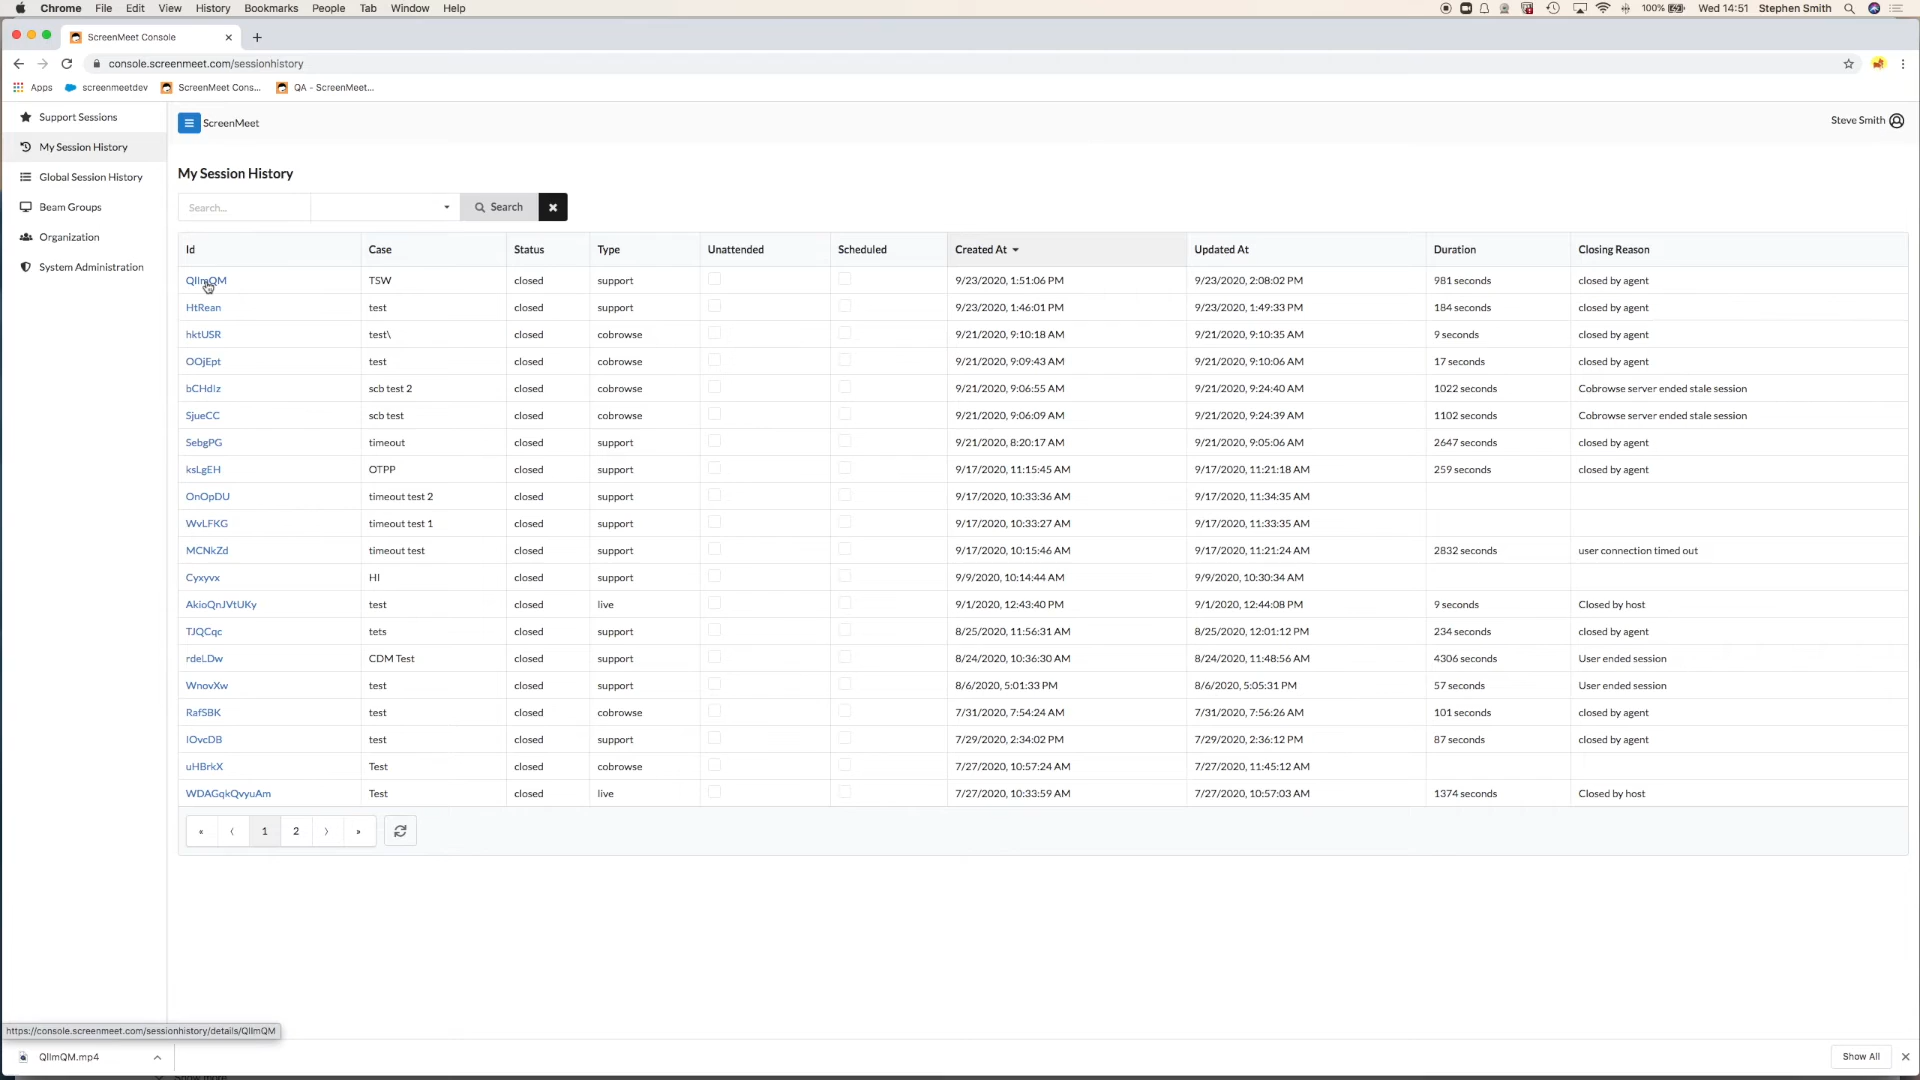 Chrome File Edit View History Bookmarks People Tab Window Help 100% Wed 14:51 Stephen Smith
ScreenMeet Console
console.screenmeet.com/sessionhistory
Apps screenmeetdev ScreenMeet Cons... QA - ScreenMeet...
Support Sessions
My Session History
Global Session History
Beam Groups
Organization
System Administration
ScreenMeet
Steve Smith
My Session History
Search... Search
Id Case Status Type Unattended Scheduled Created At Updated At Duration Closing Reason
QIImQM TSW closed support 9/23/2020, 1:51:06 PM 9/23/2020, 2:08:02 PM 981 seconds closed by agent
HtRean test closed support 9/23/2020, 1:46:01 PM 9/23/2020, 1:49:33 PM 184 seconds closed by agent
hktUSR test\ closed cobrowse 9/21/2020, 9:10:18 AM 9/21/2020, 9:10:35 AM 9 seconds closed by agent
OOjEpt test closed cobrowse 9/21/2020, 9:09:43 AM 9/21/2020, 9:10:06 AM 17 seconds closed by agent
bCHdIz scb test 2 closed cobrowse 9/21/2020, 9:06:55 AM 9/21/2020, 9:24:40 AM 1022 seconds Cobrowse server ended stale session
SjueCC scb test closed cobrowse 9/21/2020, 9:06:09 AM 9/21/2020, 9:24:39 AM 1102 seconds Cobrowse server ended stale session
SebgPG timeout closed support 9/21/2020, 8:20:17 AM 9/21/2020, 9:05:06 AM 2647 seconds closed by agent
ksLgEH OTPP closed support 9/17/2020, 11:15:45 AM 9/17/2020, 11:21:18 AM 259 seconds closed by agent
OnOpDU timeout test 2 closed support 9/17/2020, 10:33:36 AM 9/17/2020, 11:34:35 AM
WvLFKG timeout test 1 closed support 9/17/2020, 10:33:27 AM 9/17/2020, 11:33:35 AM
MCNkZd timeout test closed support 9/17/2020, 10:15:46 AM 9/17/2020, 11:21:24 AM 2832 seconds user connection timed out
Cyxyvx HI closed support 9/9/2020, 10:14:44 AM 9/9/2020, 10:30:34 AM
AkioQnJVtUKy test closed live 9/1/2020, 12:43:40 PM 9/1/2020, 12:44:08 PM 9 seconds Closed by host
TJQCqc tets closed support 8/25/2020, 11:56:31 AM 8/25/2020, 12:01:12 PM 234 seconds closed by agent
rdeLDw CDM Test closed support 8/24/2020, 10:36:30 AM 8/24/2020, 11:48:56 AM 4306 seconds User ended session
WnovXw test closed support 8/6/2020, 5:01:33 PM 8/6/2020, 5:05:31 PM 57 seconds User ended session
RafSBK test closed cobrowse 7/31/2020, 7:54:24 AM 7/31/2020, 7:56:26 AM 101 seconds closed by agent
IOvcDB test closed support 7/29/2020, 2:34:02 PM 7/29/2020, 2:36:12 PM 87 seconds closed by agent
uHBrkX Test closed cobrowse 7/27/2020, 10:57:24 AM 7/27/2020, 11:45:12 AM
WDAGqkQvyuAm Test closed live 7/27/2020, 10:33:59 AM 7/27/2020, 10:57:03 AM 1374 seconds Closed by host
« ‹ 1 2 › »
https://console.screenmeet.com/sessionhistory/details/QIImQM
QIImQM.mp4 Show All